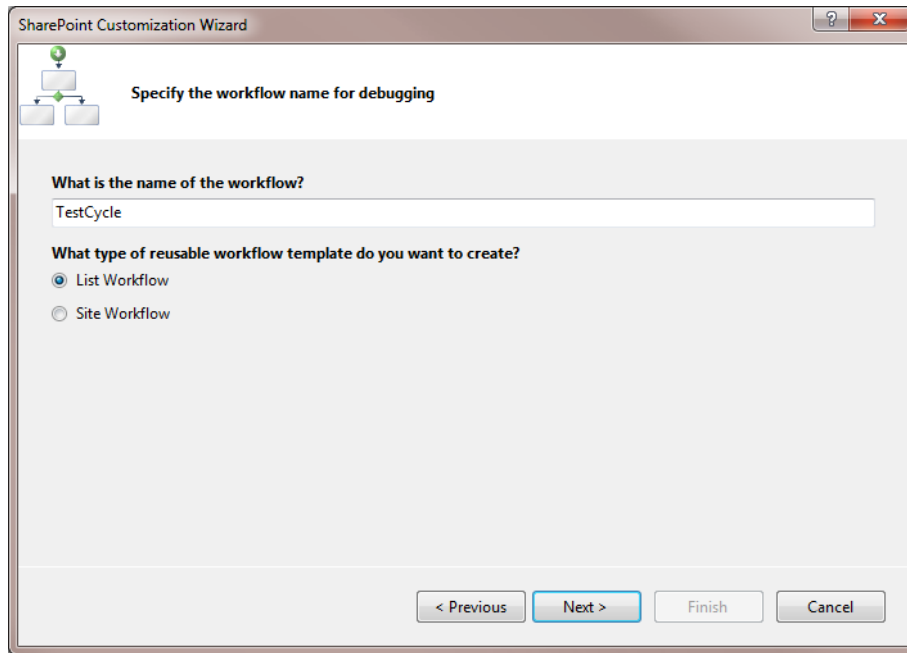 SharePoint Customization Wizard
?
X
Specify the workflow name for debugging
What is the name of the workflow?
TestCycle
What type of reusable workflow template do you want to create?
List Workflow
Site Workflow
< Previous
Next >
Finish
Cancel